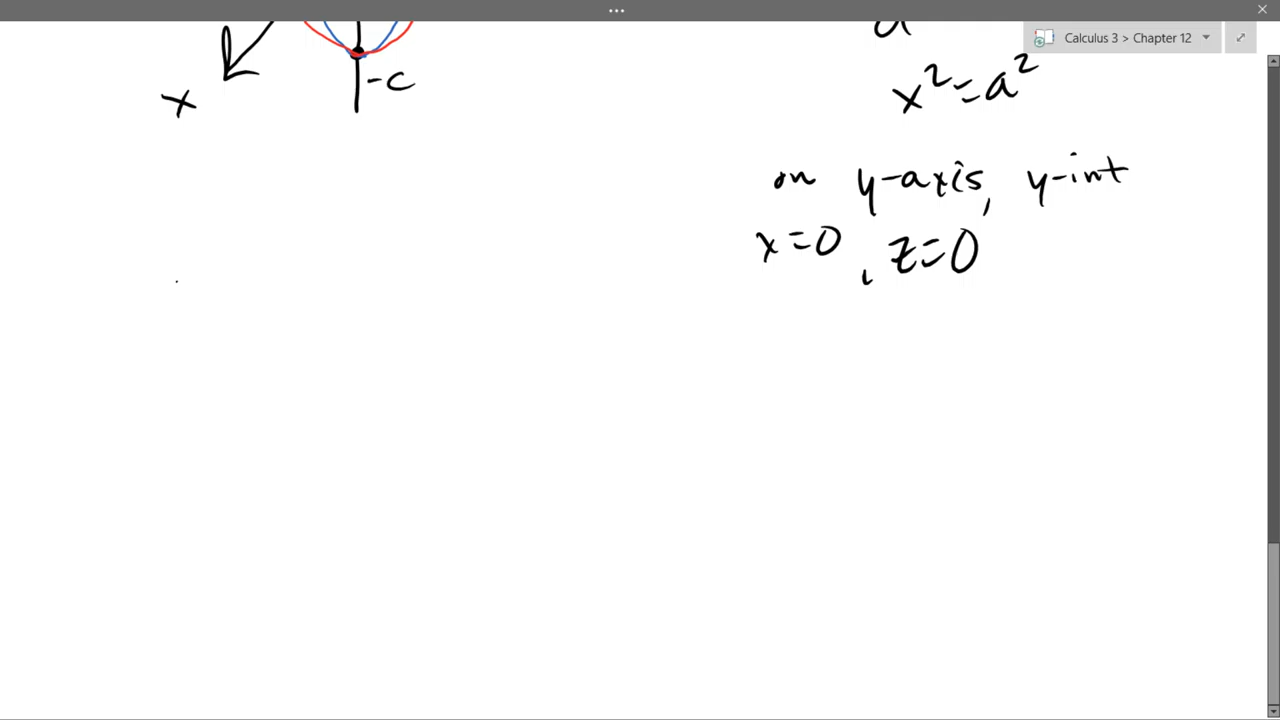 Calculus 3 > Chapter 12
-c
x
x²=a²
on y-axis, y-int
x=0, z=0